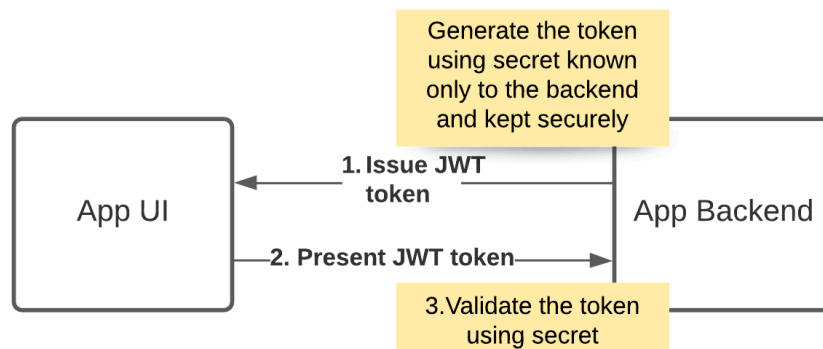 Generate the token
using secret known
only to the backend
and kept securely
1. Issue JWT
token
App UI
App Backend
2. Present JWT token
3.Validate the token
using secret